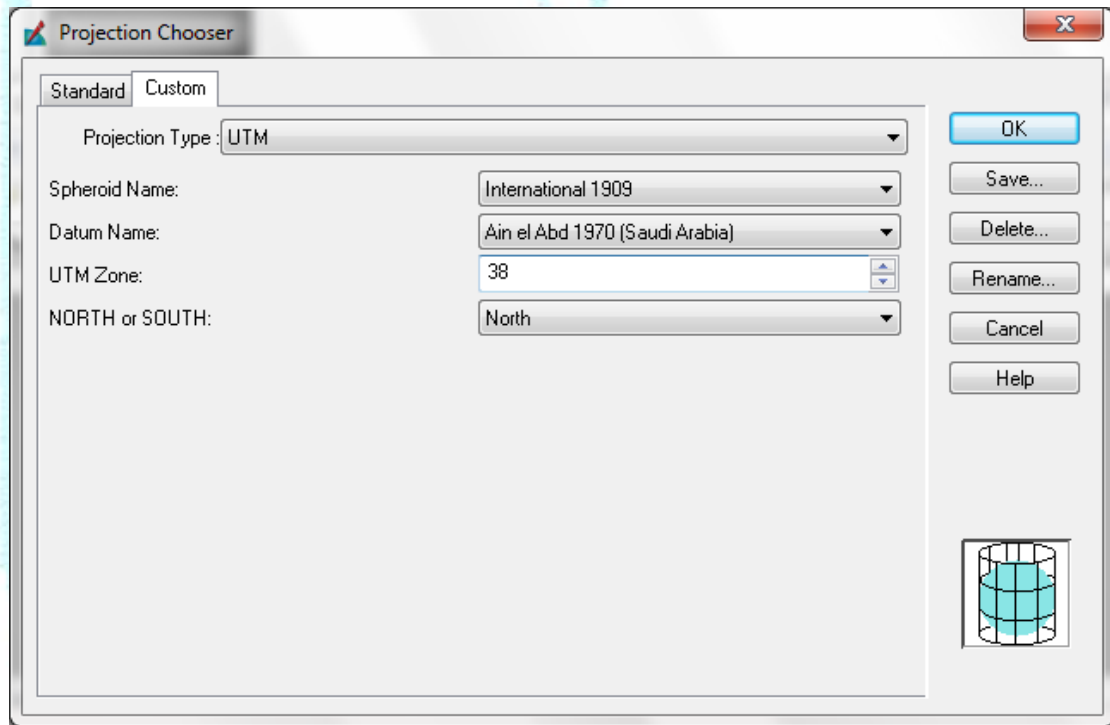 Projection Chooser
Standard Custom
Projection Type : UTM
Spheroid Name: International 1909
Datum Name: Ain el Abd 1970 (Saudi Arabia)
UTM Zone: 38
NORTH or SOUTH: North
OK
Save...
Delete...
Rename...
Cancel
Help